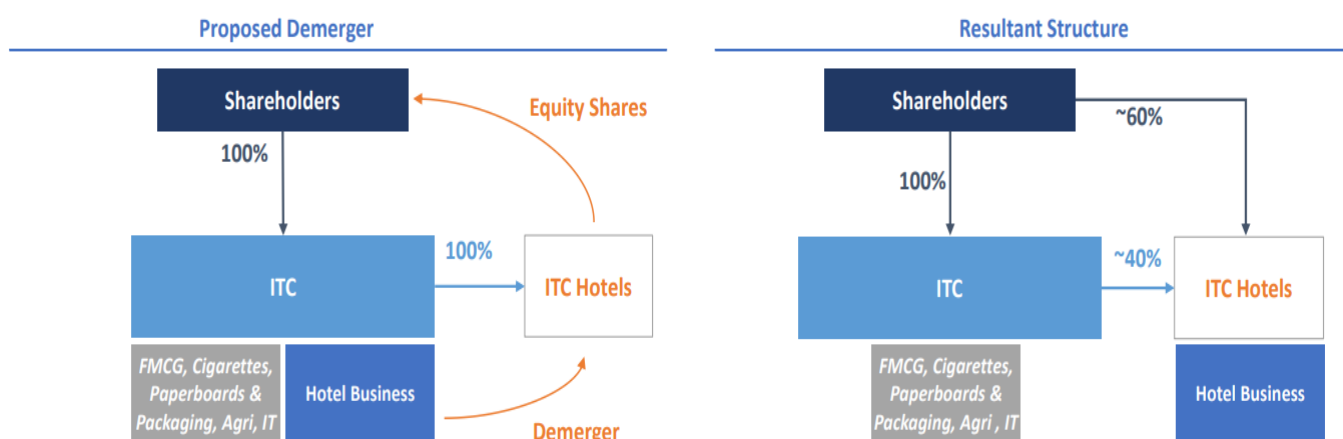 Proposed Demerger
Shareholders
Equity Shares
100%
100%
ITC
ITC Hotels
FMCG, Cigarettes,
Paperboards &
Packaging, Agri, IT
Hotel Business
Demerger
Resultant Structure
Shareholders
~60%
100%
~40%
ITC
ITC Hotels
FMCG, Cigarettes,
Paperboards &
Packaging, Agri , IT
Hotel Business